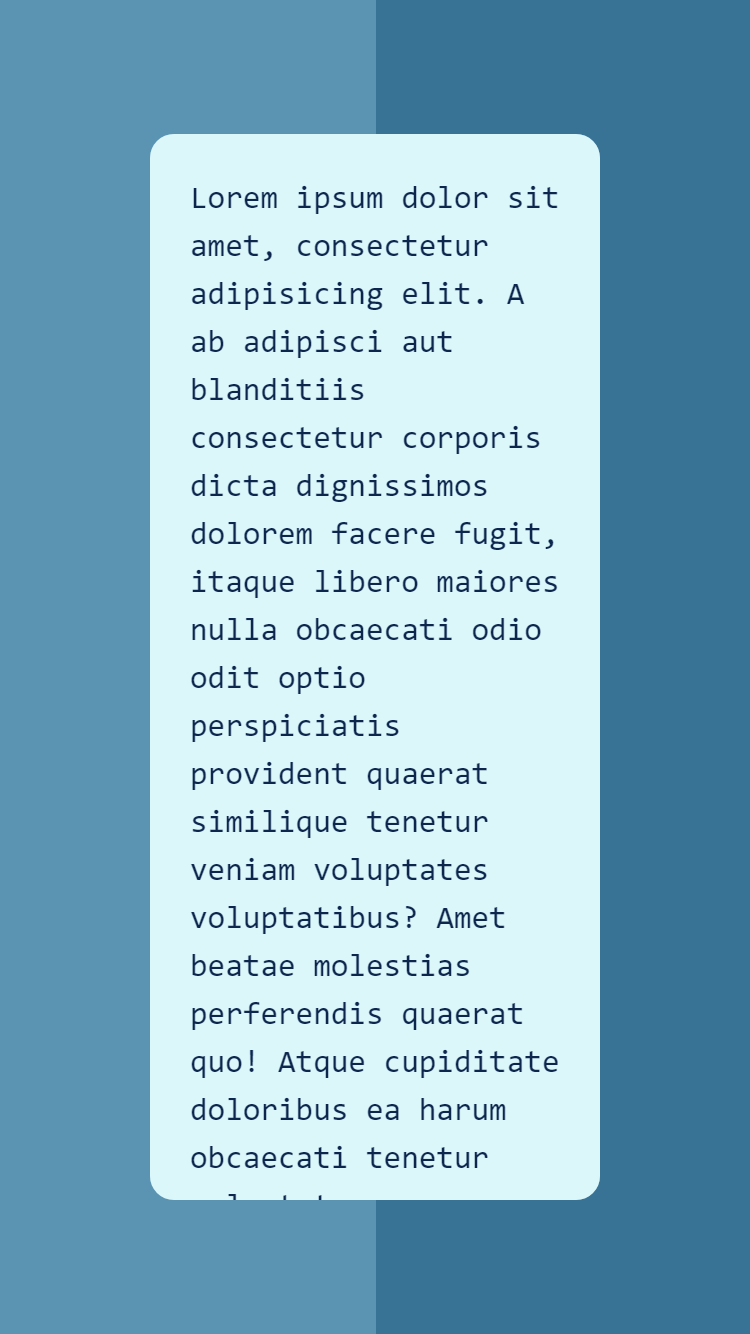 Lorem ipsum dolor sit
amet, consectetur
adipisicing elit. A
ab adipisci aut
blanditiis
consectetur corporis
dicta dignissimos
dolorem facere fugit,
itaque libero maiores
nulla obcaecati odio
odit optio
perspiciatis
provident quaerat
similique tenetur
veniam voluptates
voluptatibus? Amet
beatae molestias
perferendis quaerat
quo! Atque cupiditate
doloribus ea harum
obcaecati tenetur